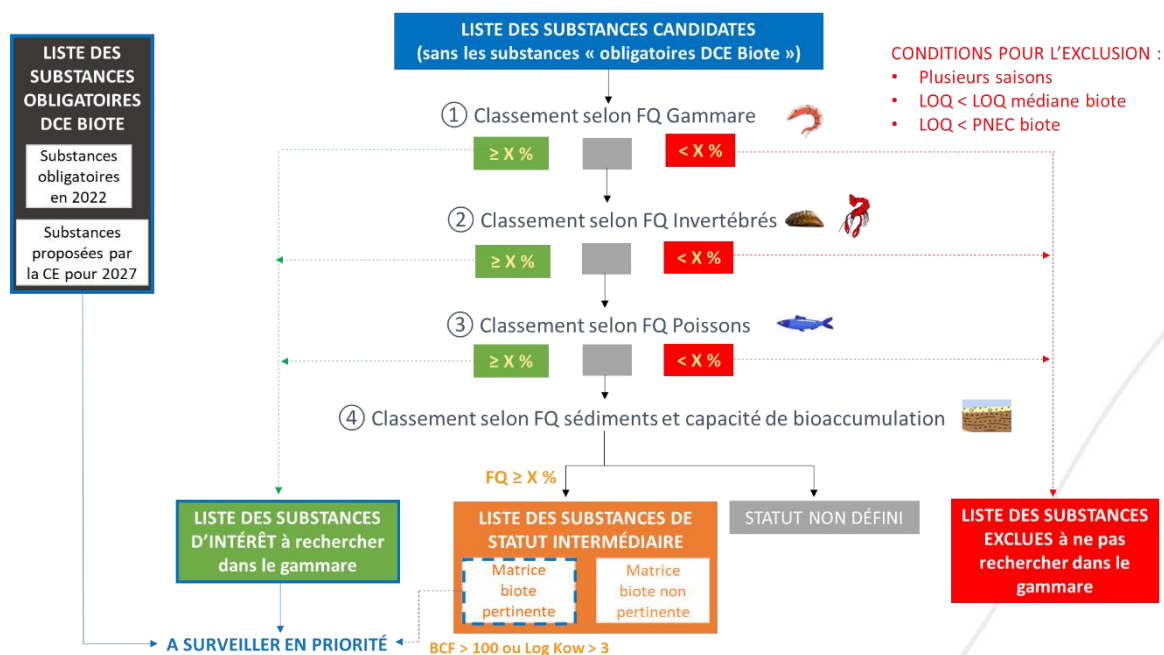 LISTE DES
SUBSTANCES
OBLIGATOIRES
DCE BIOTE
Substances
obligatoires
en 2022
Substances
proposées par
la CE pour 2027
LISTE DES SUBSTANCES CANDIDATES
(sans les substances « obligatoires DCE Biote »)
CONDITIONS POUR L'EXCLUSION :
• Plusieurs saisons
• LOQ < LOQ médiane biote
• LOQ < PNEC biote
① Classement selon FQ Gammare
≥ X %
< X %
② Classement selon FQ Invertébrés
≥ X %
< X %
③ Classement selon FQ Poissons
≥ X %
< X %
④ Classement selon FQ sédiments et capacité de bioaccumulation
FQ ≥ X %
LISTE DES SUBSTANCES
D'INTÉRÊT à rechercher
dans le gammare
LISTE DES SUBSTANCES DE
STATUT INTERMÉDIAIRE
Matrice
biote
pertinente
Matrice
biote non
pertinente
STATUT NON DÉFINI
LISTE DES SUBSTANCES
EXCLUES à ne pas
rechercher dans le
gammare
A SURVEILLER EN PRIORITÉ
BCF > 100 ou Log Kow > 3